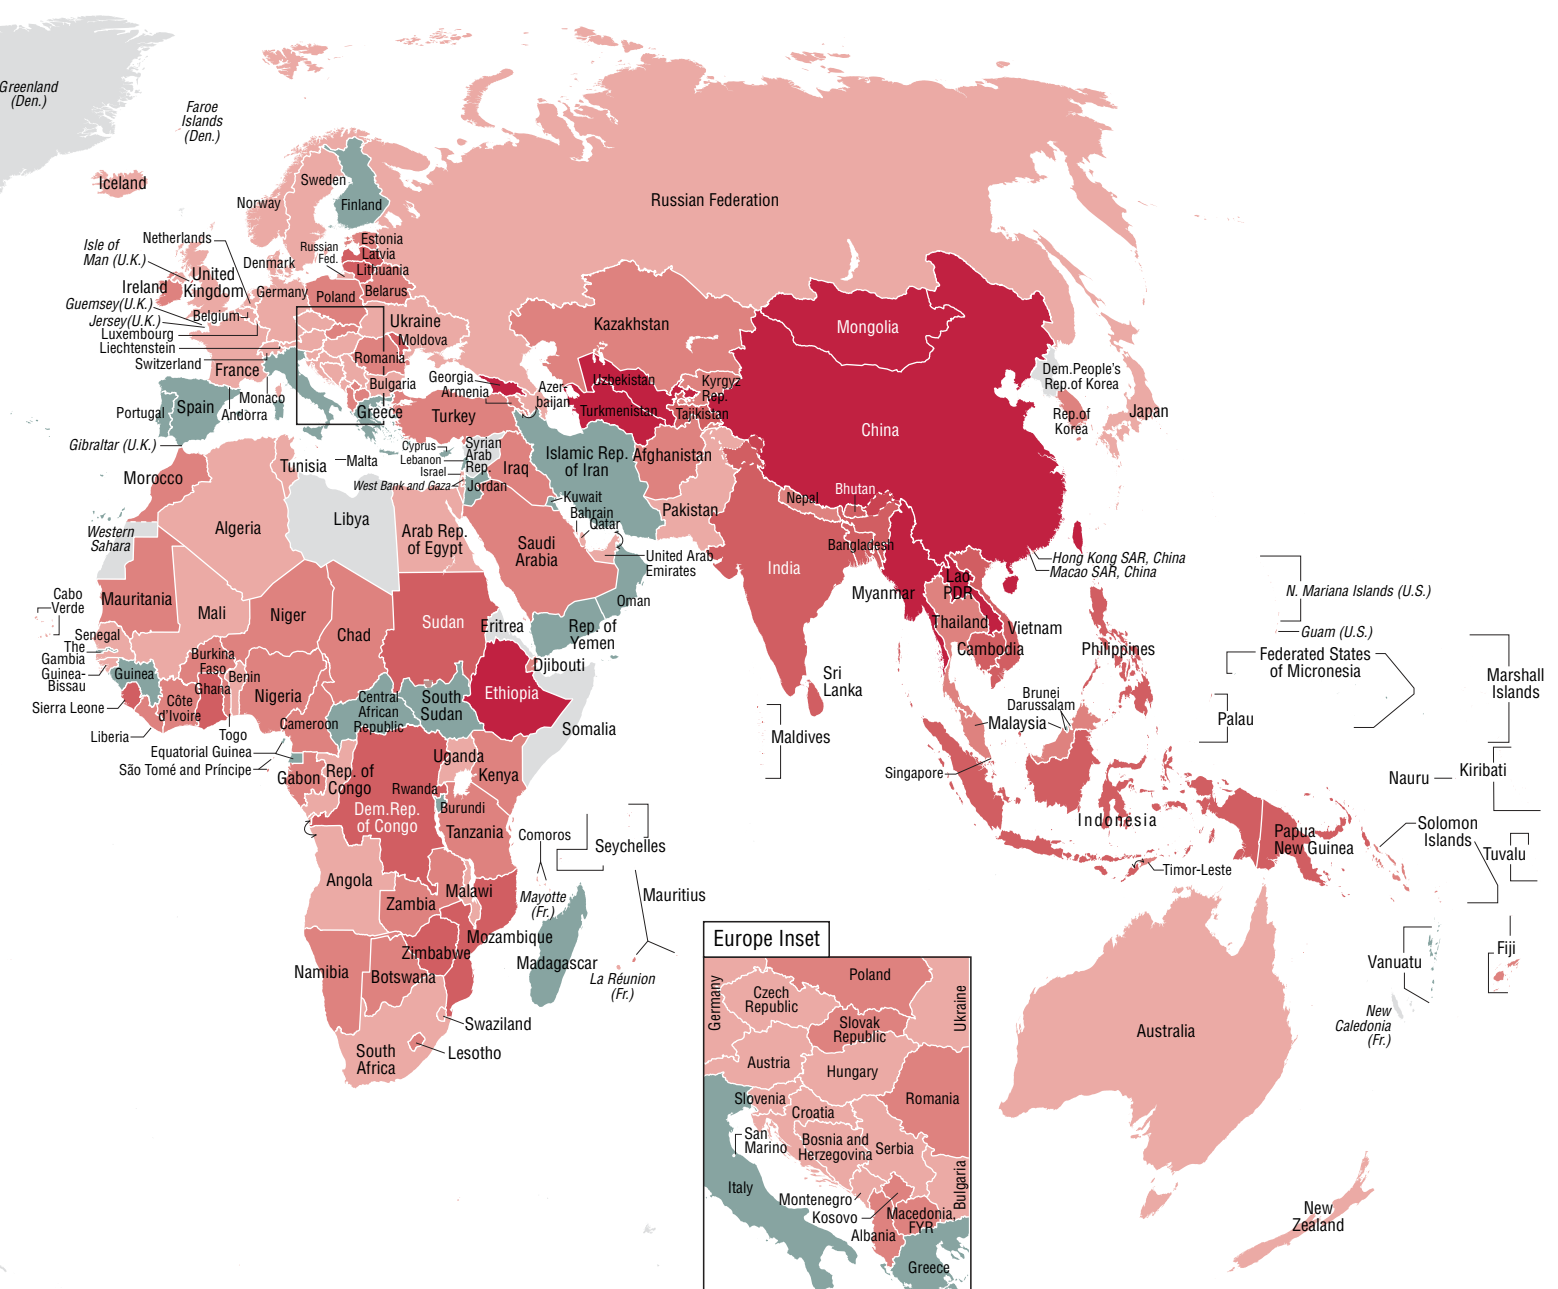 Greenland
(Den.)
Faroe
Islands
(Den.)
Iceland
Norway
Sweden
Finland
Russian Federation
Netherlands
Isle of
Man (U.K.)
Denmark
Russian
Fed.
Estonia
Latvia
Lithuania
United
Kingdom
Ireland
Germany
Poland
Belarus
Guemsey(U.K.)
Belgium
Jersey(U.K.)
Luxembourg
Liechtenstein
Switzerland
Ukraine
Moldova
Romania
France
Monaco
Andorra
Bulgaria
Portugal
Spain
Greece
Gibraltar (U.K.)
Georgia
Armenia
Azer-
baijan
Turkey
Kazakhstan
Uzbekistan
Turkmenistan
Kyrgyz
Rep.
Tajikistan
Mongolia
China
Dem.People's
Rep.of Korea
Rep.of
Korea
Japan
Cyprus
Lebanon
Israel
West Bank and Gaza
Syrian
Arab
Rep.
Jordan
Iraq
Islamic Rep.
of Iran
Afghanistan
Kuwait
Bahrain
Qatar
Pakistan
Nepal
Bhutan
Bangladesh
India
Morocco
Tunisia
Malta
Algeria
Libya
Arab Rep.
of Egypt
Western
Sahara
Saudi
Arabia
United Arab
Emirates
Oman
Rep. of
Yemen
Hong Kong SAR, China
Macao SAR, China
Myanmar
Lao
PDR
Thailand
Vietnam
Cambodia
Philippines
N. Mariana Islands (U.S.)
Guam (U.S.)
Federated States
of Micronesia
Marshall
Islands
Palau
Cabo
Verde
Mauritania
Mali
Niger
Chad
Sudan
Eritrea
Djibouti
Senegal
The
Gambia
Guinea-
Bissau
Guinea
Sierra Leone
Liberia
Burkina
Faso
Ghana
Benin
Côte
d'Ivoire
Togo
Nigeria
Cameroon
Central
African
Republic
South
Sudan
Ethiopia
Somalia
Equatorial Guinea
São Tomé and Príncipe
Gabon
Rep. of
Congo
Dem.Rep.
of Congo
Uganda
Kenya
Rwanda
Burundi
Tanzania
Sri
Lanka
Maldives
Brunei
Darussalam
Malaysia
Singapore
Indonesia
Nauru
Kiribati
Papua
New Guinea
Timor-Leste
Solomon
Islands
Tuvalu
Comoros
Seychelles
Mayotte
(Fr.)
Mauritius
Angola
Zambia
Malawi
Mozambique
Zimbabwe
Namibia
Botswana
Madagascar
La Réunion
(Fr.)
Swaziland
Lesotho
South
Africa
Vanuatu
Fiji
New
Caledonia
(Fr.)
Australia
New
Zealand
Europe Inset
Germany
Poland
Czech
Republic
Ukraine
Slovak
Republic
Austria
Hungary
Slovenia
Croatia
Romania
San
Marino
Bosnia and
Herzegovina
Serbia
Italy
Montenegro
Kosovo
Bulgaria
Macedonia,
FYR
Albania
Greece